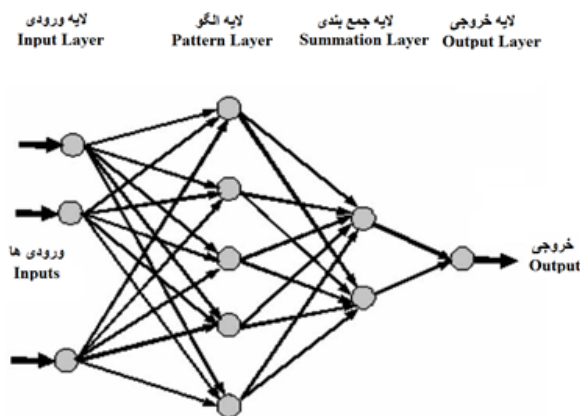 لایه ورودی
Input Layer
لایه الگو
Pattern Layer
لایه جمع بندی
Summation Layer
لایه خروجی
Output Layer
ورودی ها
Inputs
خروجی
Output